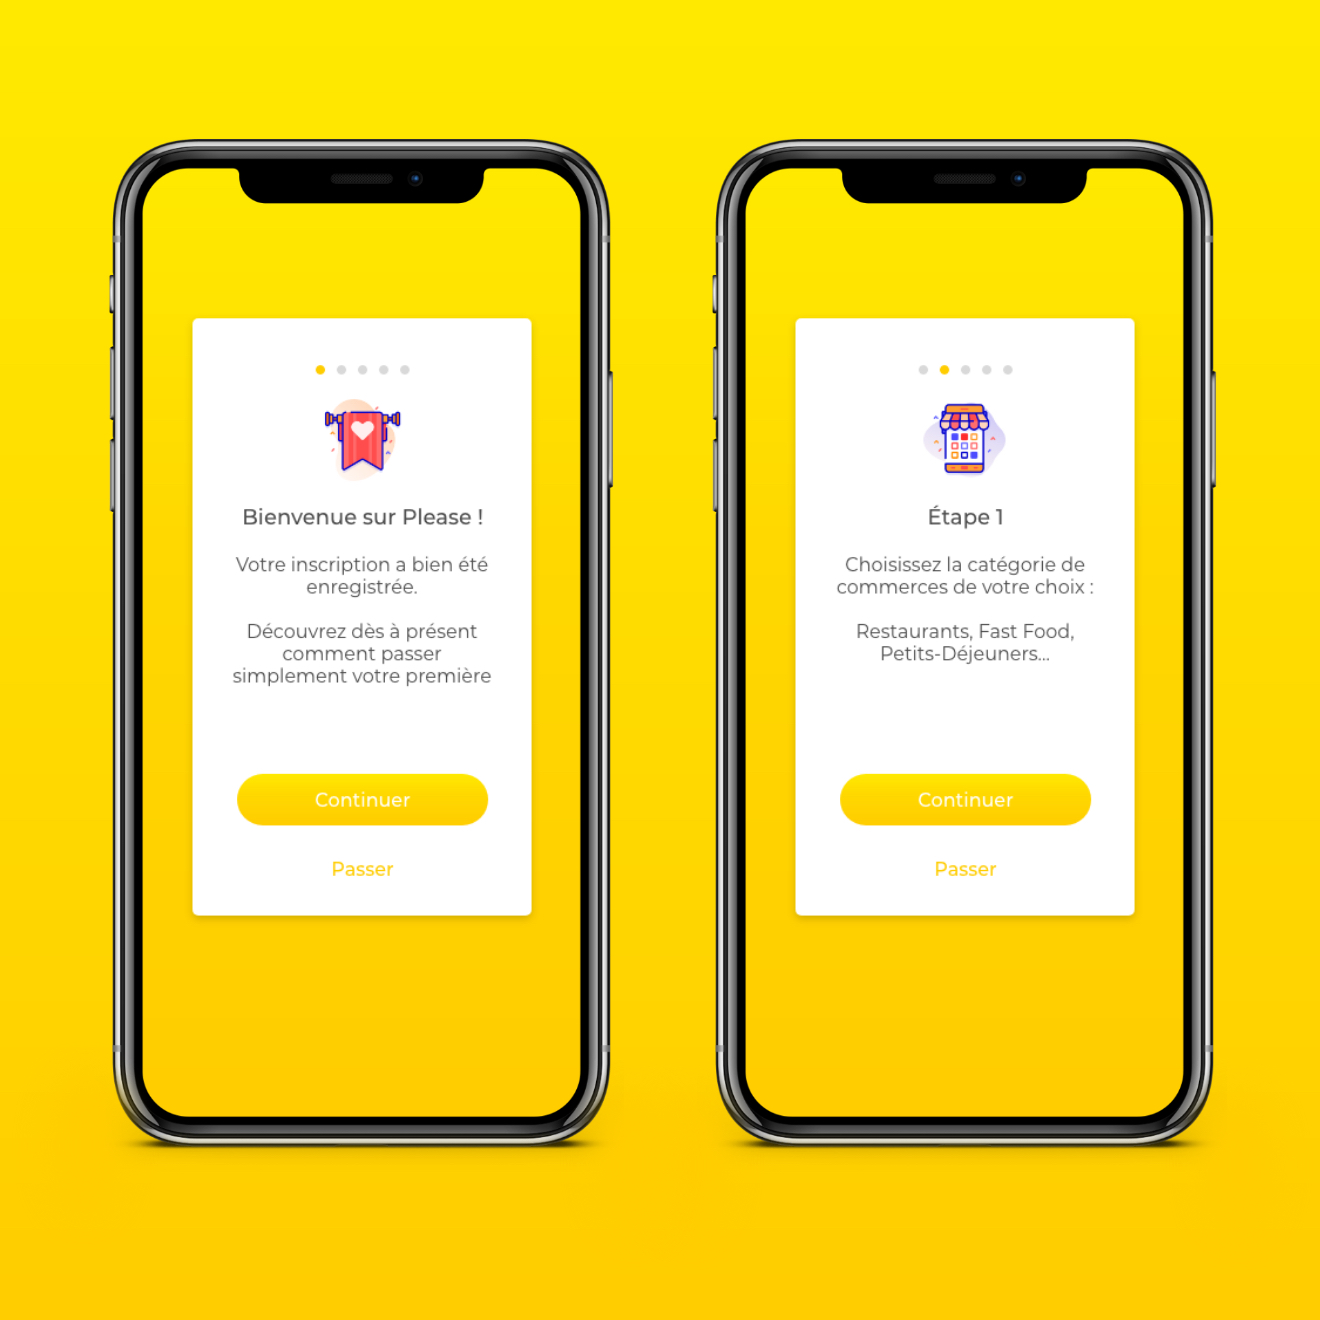 Bienvenue sur Please !
Votre inscription a bien été
enregistrée.
Découvrez dès à présent
comment passer
simplement votre première
Continuer
Passer
Étape 1
Choisissez la catégorie de
commerces de votre choix :
Restaurants, Fast Food,
Petits-Déjeuners...
Continuer
Passer